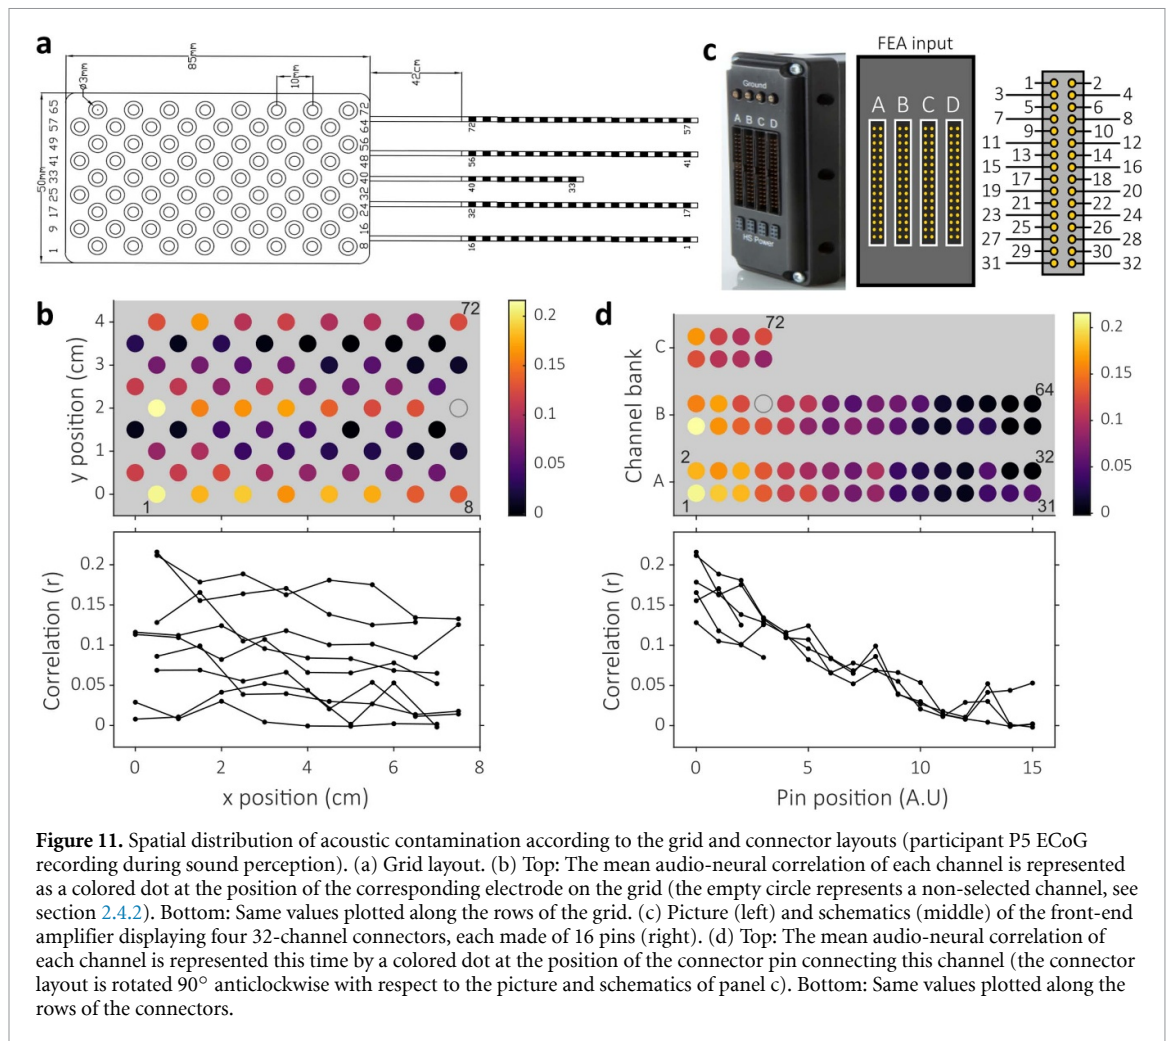 a
85mm
ø3mm
10mm
42cm
50mm
1 9 17 25 33 41 49 57 65
8 16 24 32 40 48 56 64 72
72 57
56 41
40 33
32 17
16 1
c
FEA input
Ground
A B C D
HS Power
A B C D
1 2
3 4
5 6
7 8
9 10
11 12
13 14
15 16
17 18
19 20
21 22
23 24
25 26
27 28
29 30
31 32
b
y position (cm)
4
3
2
1
0
72
1 8
0.2
0.15
0.1
0.05
0
Correlation (r)
0.2
0.15
0.1
0.05
0
0 2 4 6 8
x position (cm)
d
Channel bank
C
B
A
72
64
2 32
1 31
0.2
0.15
0.1
0.05
0
Correlation (r)
0.2
0.15
0.1
0.05
0
0 5 10 15
Pin position (A.U)
Figure 11. Spatial distribution of acoustic contamination according to the grid and connector layouts (participant P5 ECoG
recording during sound perception). (a) Grid layout. (b) Top: The mean audio-neural correlation of each channel is represented
as a colored dot at the position of the corresponding electrode on the grid (the empty circle represents a non-selected channel, see
section 2.4.2). Bottom: Same values plotted along the rows of the grid. (c) Picture (left) and schematics (middle) of the front-end
amplifier displaying four 32-channel connectors, each made of 16 pins (right). (d) Top: The mean audio-neural correlation of
each channel is represented this time by a colored dot at the position of the connector pin connecting this channel (the connector
layout is rotated 90° anticlockwise with respect to the picture and schematics of panel c). Bottom: Same values plotted along the
rows of the connectors.